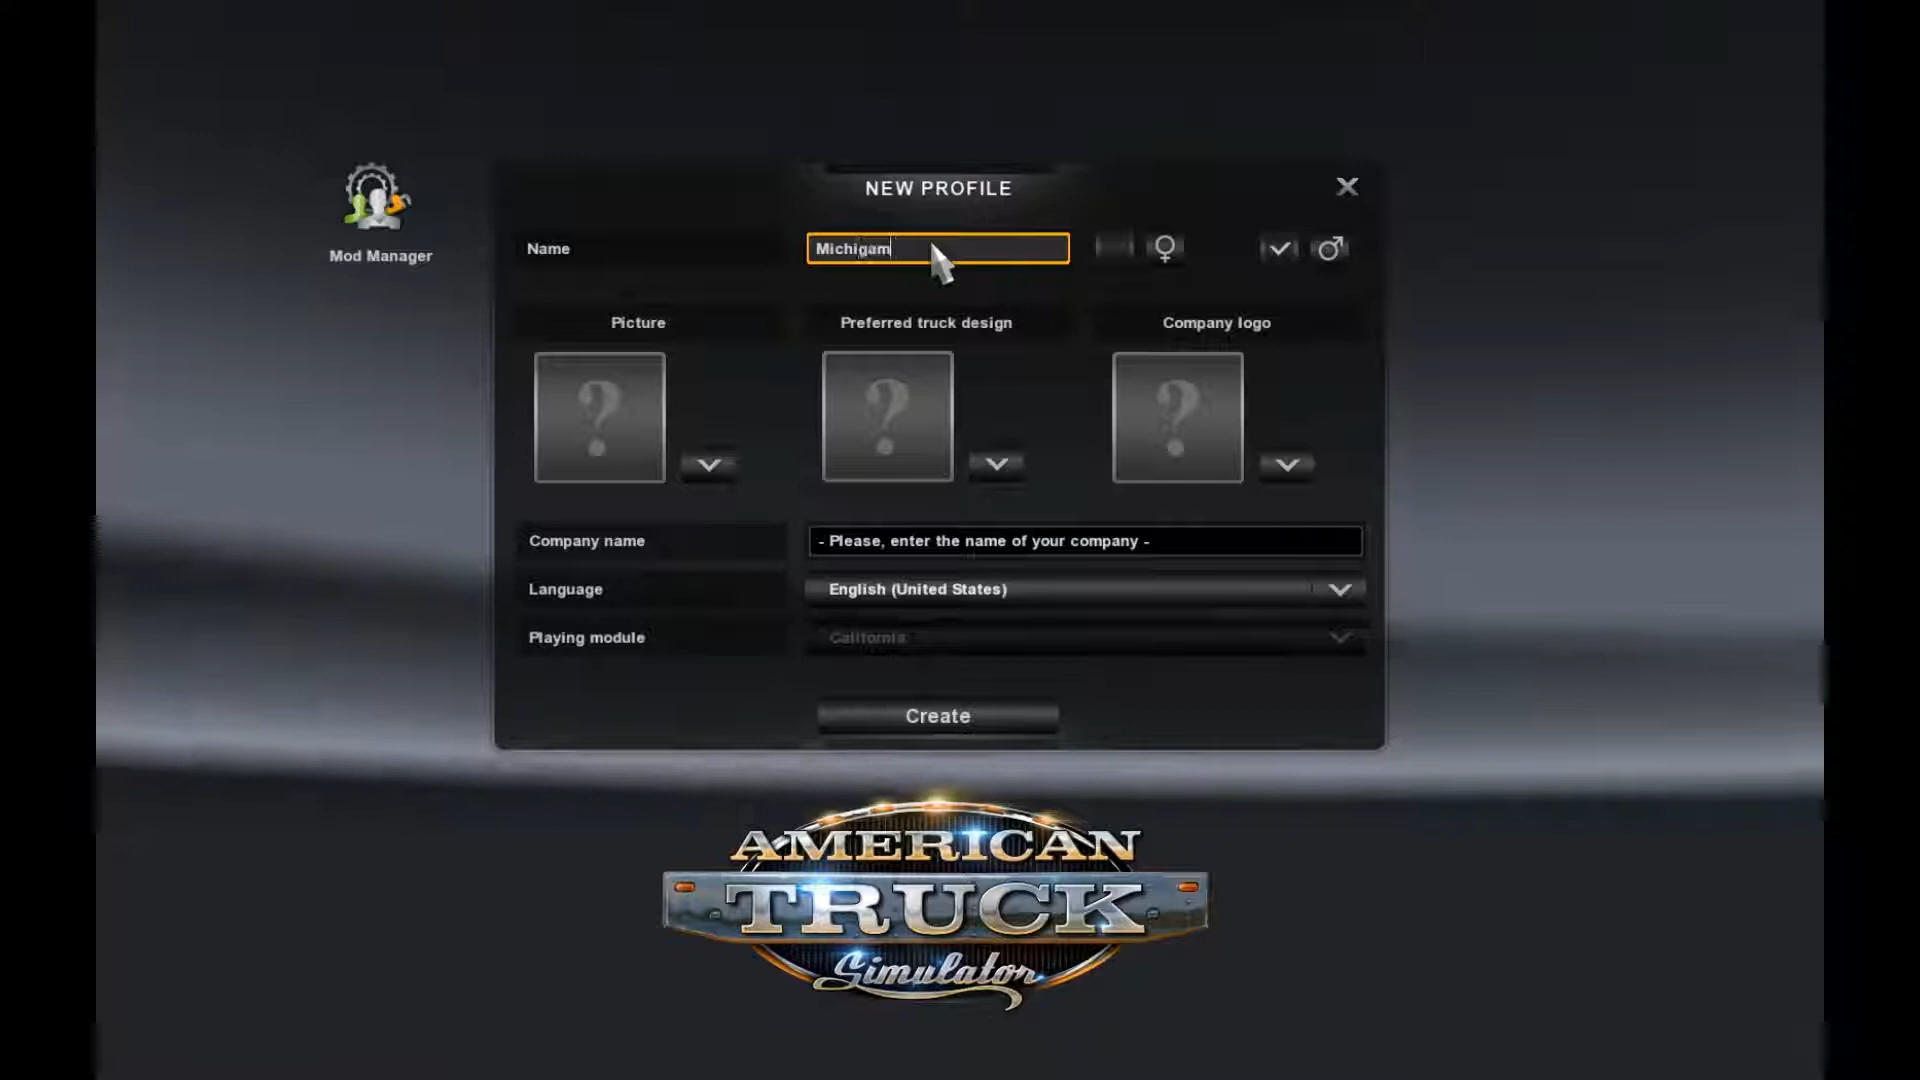 NEW PROFILE
Mod Manager
Name
Michigam
Picture
Preferred truck design
Company logo
?
?
?
Company name
- Please, enter the name of your company -
Language
English (United States)
Playing module
California
Create
AMERICAN
TRUCK
Simulator